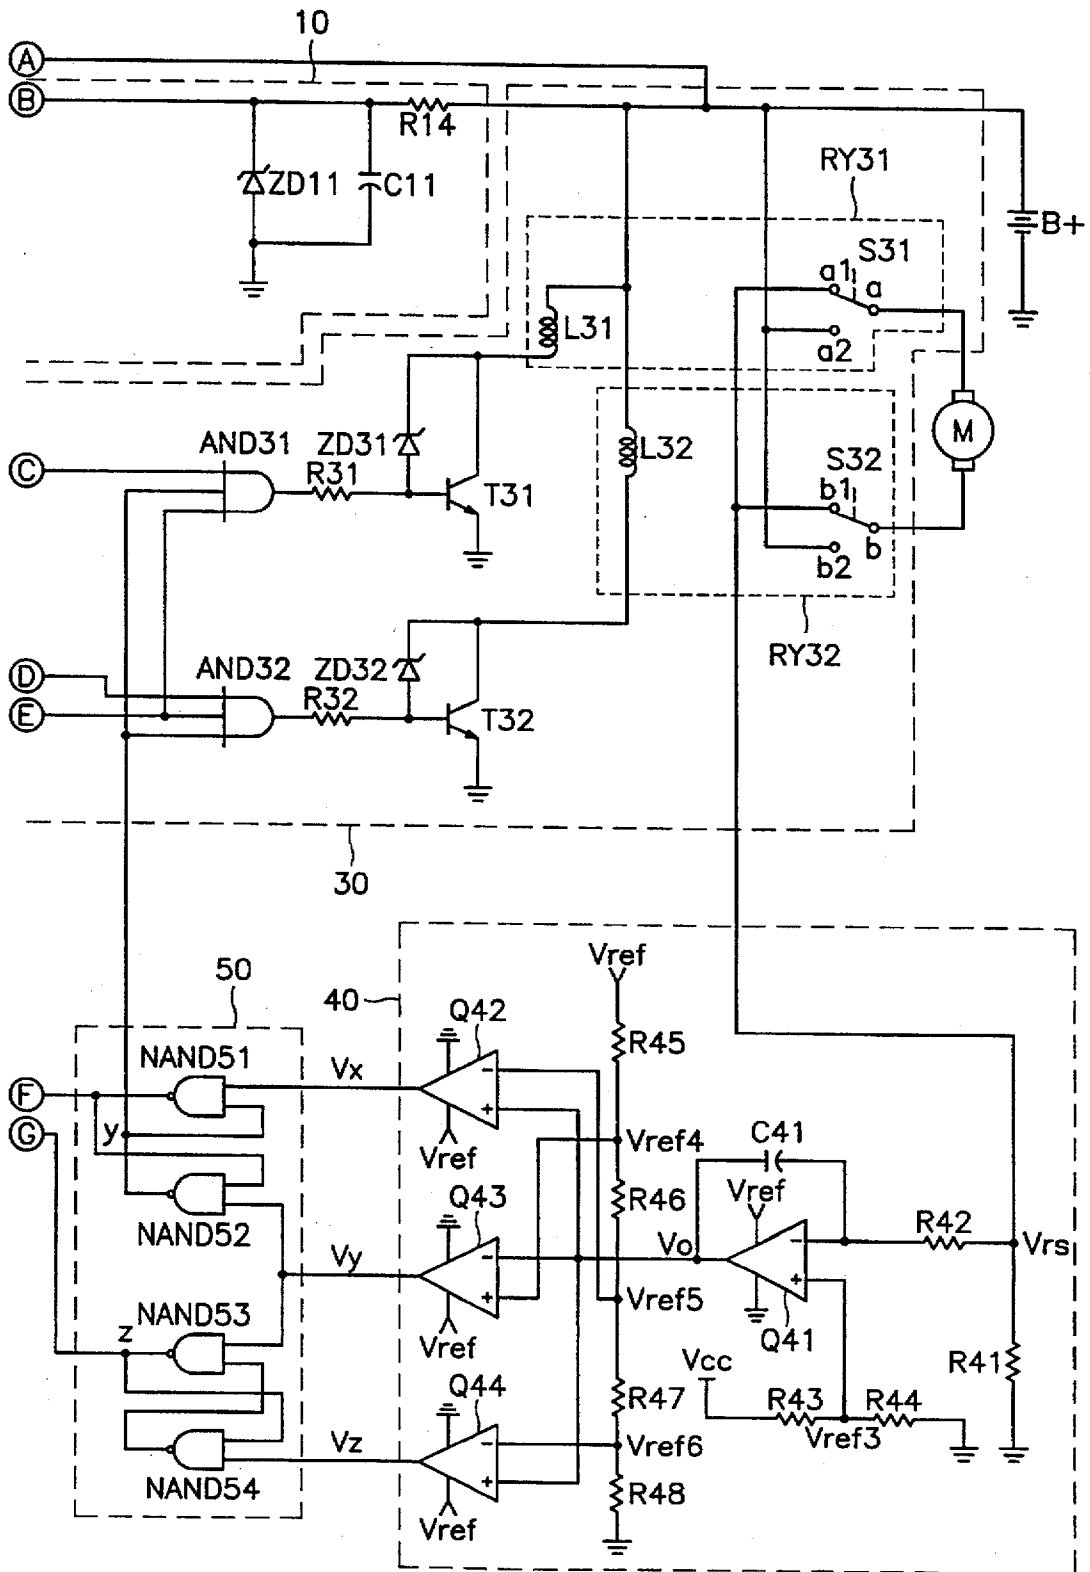 10
A
B
R14
ZD11
C11
RY31
B+
S31
a1
a
a2
L31
M
AND31
ZD31
C
R31
T31
L32
S32
b1
b
b2
RY32
AND32
ZD32
D
R32
E
T32
30
Vref
50
40
Q42
R45
NAND51
Vx
F
G
y
Vref
Vref4
C41
Vref
R46
R42
NAND52
Q43
Vo
Vrs
Vy
Vref5
NAND53
z
Vref
Q41
R41
Vcc
Q44
R47
R43
R44
Vref3
Vz
Vref6
NAND54
R48
Vref